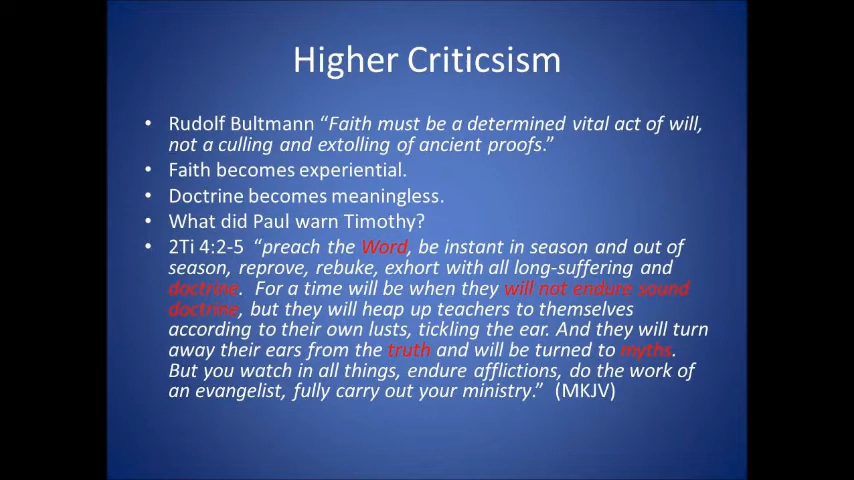 Higher Criticsism
• Rudolf Bultmann “Faith must be a determined vital act of will,
not a culling and extolling of ancient proofs.”
• Faith becomes experiential.
• Doctrine becomes meaningless.
• What did Paul warn Timothy?
• 2Ti 4:2-5 “preach the Word, be instant in season and out of
season, reprove, rebuke, exhort with all long-suffering and
doctrine. For a time will be when they will not endure sound
doctrine, but they will heap up teachers to themselves
according to their own lusts, tickling the ear. And they will turn
away their ears from the truth and will be turned to myths.
But you watch in all things, endure afflictions, do the work of
an evangelist, fully carry out your ministry.” (MKJV)